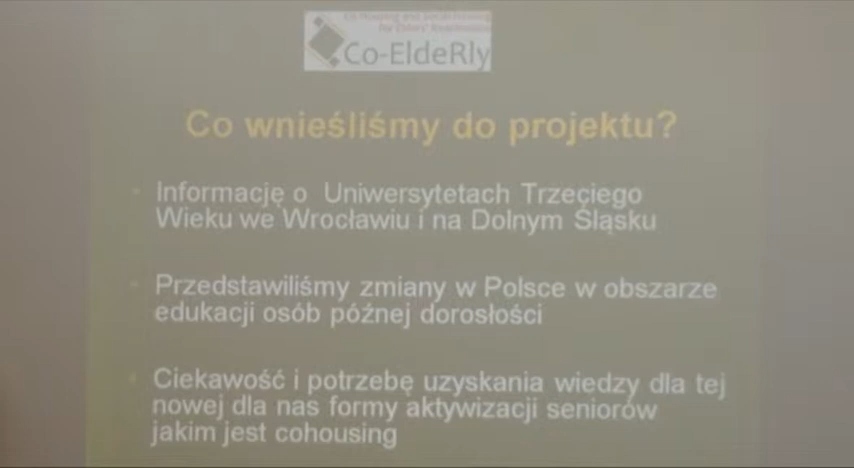 Co-EldeRly
Co wnieśliśmy do projektu?
Informację o Uniwersytetach Trzeciego
Wieku we Wrocławiu i na Dolnym Śląsku
Przedstawiliśmy zmiany w Polsce w obszarze
edukacji osób późnej dorosłości
Ciekawość i potrzebę uzyskania wiedzy dla tej
nowej dla nas formy aktywizacji seniorów
jakim jest cohousing